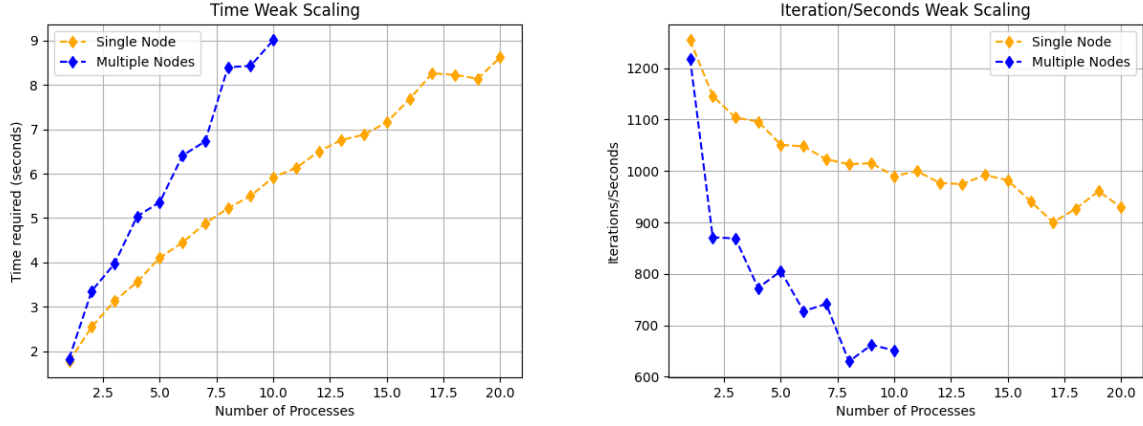 Time Weak Scaling
Single Node
Multiple Nodes
Time required (seconds)
9
8
7
6
5
4
3
2
2.5 5.0 7.5 10.0 12.5 15.0 17.5 20.0
Number of Processes
Iteration/Seconds Weak Scaling
Single Node
Multiple Nodes
Iterations/Seconds
1200
1100
1000
900
800
700
600
2.5 5.0 7.5 10.0 12.5 15.0 17.5 20.0
Number of Processes